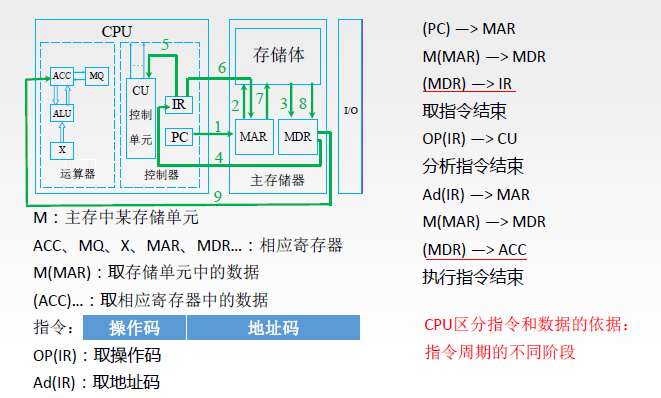 CPU
ACC
MQ
ALU
X
运算器
CU
控制
单元
IR
PC
控制器
存储体
MAR
MDR
主存储器
I/O
5
6
2
7
3
8
1
4
9
M：主存中某存储单元
ACC、MQ、X、MAR、MDR...：相应寄存器
M(MAR)：取存储单元中的数据
(ACC)...：取相应寄存器中的数据
指令： 操作码 地址码
OP(IR)：取操作码
Ad(IR)：取地址码
(PC) —> MAR
M(MAR) —> MDR
(MDR) —> IR
取指令结束
OP(IR) —> CU
分析指令结束
Ad(IR) —> MAR
M(MAR) —> MDR
(MDR) —> ACC
执行指令结束
CPU区分指令和数据的依据：
指令周期的不同阶段